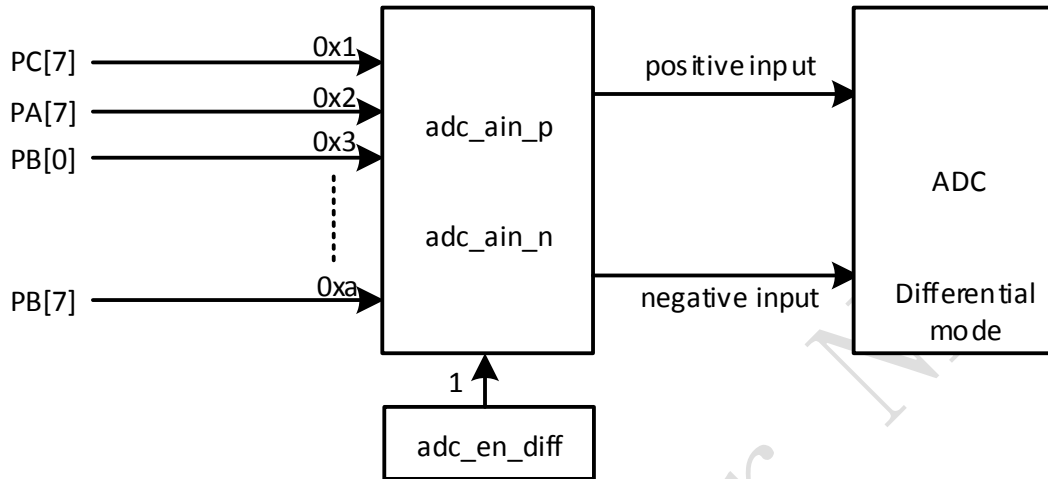 PC[7]
0x1
PA[7]
0x2
PB[0]
0x3
PB[7]
0xa
adc_ain_p
adc_ain_n
positive input
negative input
ADC
Differential
mode
1
adc_en_diff